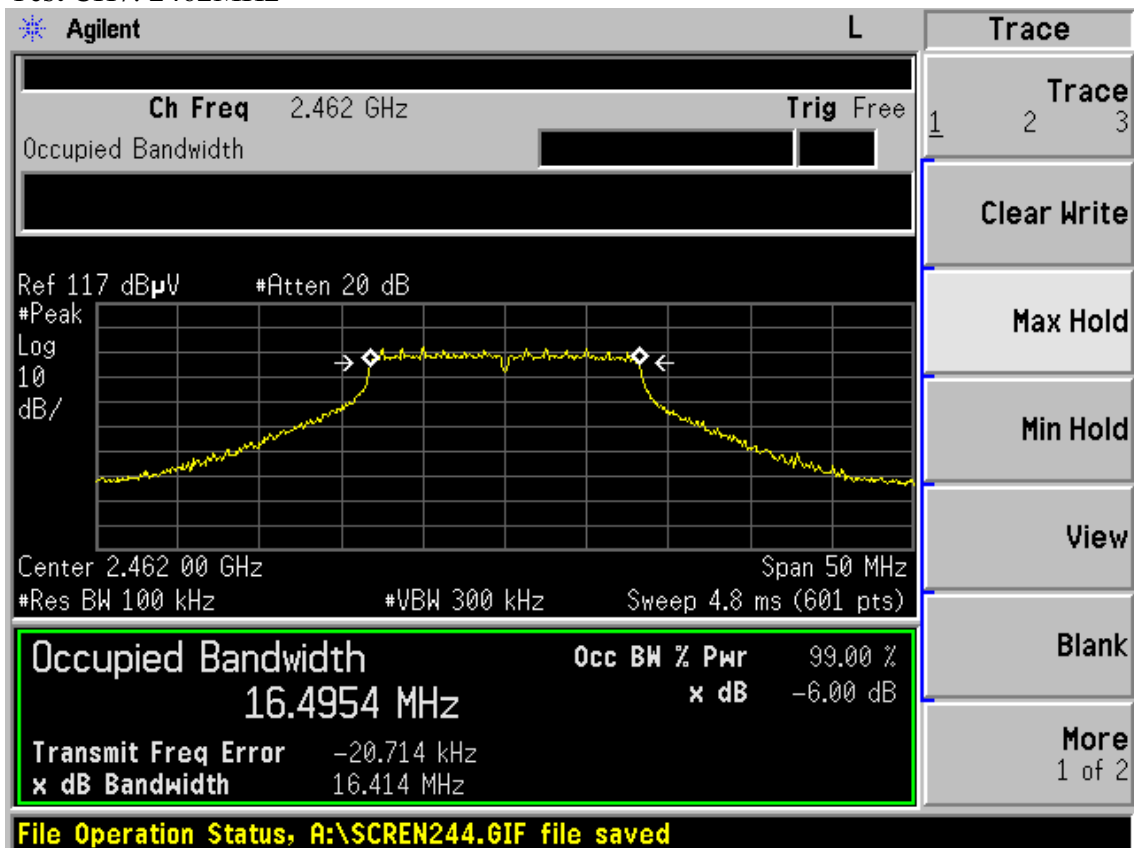 Agilent L Trace
Ch Freq 2.462 GHz Trig Free
Occupied Bandwidth
Trace
1 2 3
Clear Write
Max Hold
Min Hold
View
Blank
More
1 of 2
Ref 117 dBµV #Atten 20 dB
#Peak
Log
10
dB/
Center 2.462 00 GHz Span 50 MHz
#Res BW 100 kHz #VBW 300 kHz Sweep 4.8 ms (601 pts)
Occupied Bandwidth Occ BW % Pwr 99.00 %
16.4954 MHz x dB -6.00 dB
Transmit Freq Error -20.714 kHz
x dB Bandwidth 16.414 MHz
File Operation Status, A:\SCREN244.GIF file saved